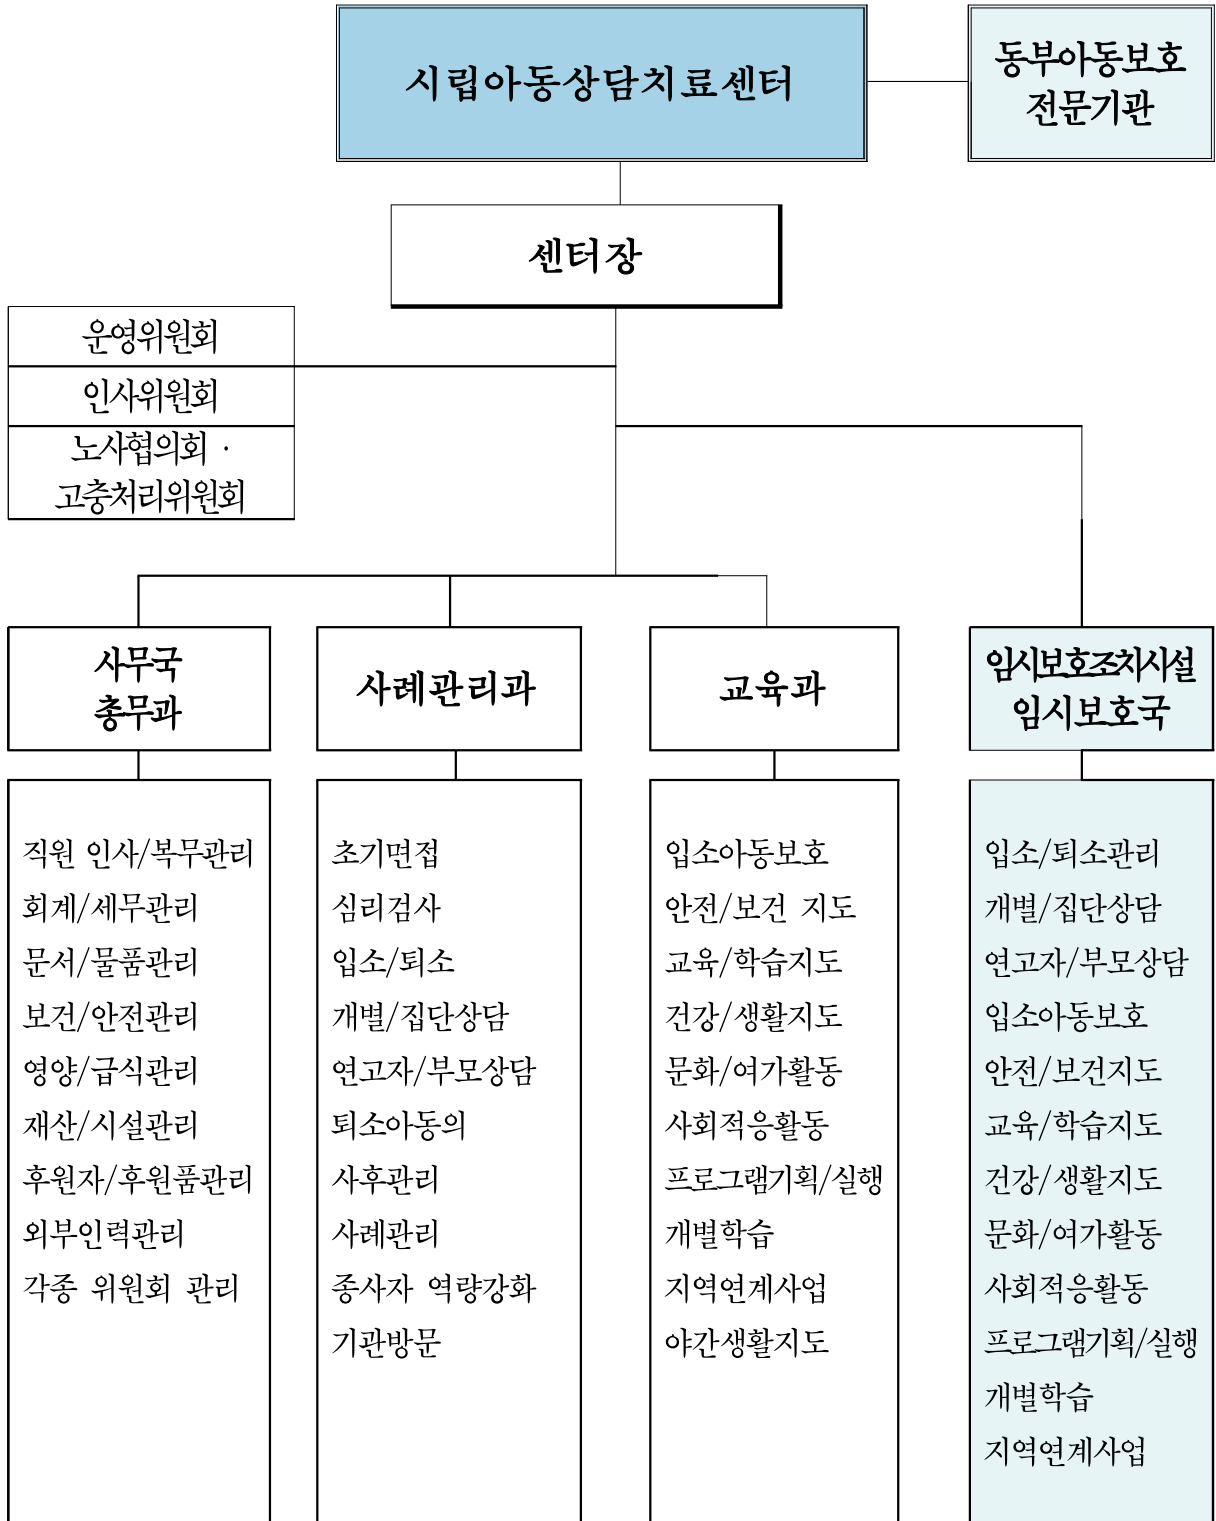 시립아동상담치료센터
동부아동보호
전문기관
센터장
운영위원회
인사위원회
노사협의회 ·
고충처리위원회
사무국
총무과
사례관리과
교육과
임시보호조치시설
임시보호국
직원 인사/복무관리
회계/세무관리
문서/물품관리
보건/안전관리
영양/급식관리
재산/시설관리
후원자/후원품관리
외부인력관리
각종 위원회 관리
초기면접
심리검사
입소/퇴소
개별/집단상담
연고자/부모상담
퇴소아동의
사후관리
사례관리
종사자 역량강화
기관방문
입소아동보호
안전/보건 지도
교육/학습지도
건강/생활지도
문화/여가활동
사회적응활동
프로그램기획/실행
개별학습
지역연계사업
야간생활지도
입소/퇴소관리
개별/집단상담
연고자/부모상담
입소아동보호
안전/보건지도
교육/학습지도
건강/생활지도
문화/여가활동
사회적응활동
프로그램기획/실행
개별학습
지역연계사업